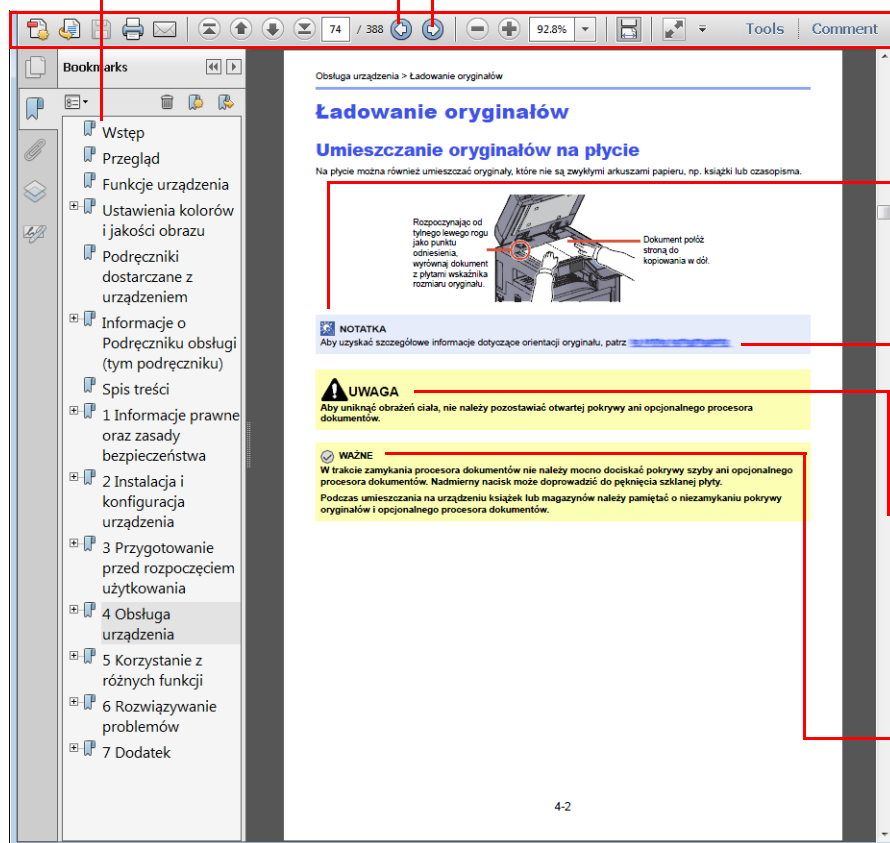 74 / 388
92.8%
Tools
Comment
Bookmarks
Wstęp
Przegląd
Funkcje urządzenia
Ustawienia kolorów
i jakości obrazu
Podręczniki
dostarczane z
urządzeniem
Informacje o
Podręczniku obsługi
(tym podręczniku)
Spis treści
1 Informacje prawne
oraz zasady
bezpieczeństwa
2 Instalacja i
konfiguracja
urządzenia
3 Przygotowanie
przed rozpoczęciem
użytkowania
4 Obsługa
urządzenia
5 Korzystanie z
różnych funkcji
6 Rozwiązywanie
problemów
7 Dodatek
Obsługa urządzenia > Ładowanie oryginałów
Ładowanie oryginałów
Umieszczanie oryginałów na płycie
Na płycie można również umieszczać oryginały, które nie są zwykłymi arkuszami papieru, np. książki lub czasopisma.
Rozpoczynając od
tylnego lewego rogu
jako punktu
odniesienia,
wyrównaj dokument
z płytami wskaźnika
rozmiaru oryginału.
Dokument połóż
stroną do
kopiowania w dół.
NOTATKA
Aby uzyskać szczegółowe informacje dotyczące orientacji oryginału, patrz
UWAGA
Aby uniknąć obrażeń ciała, nie należy pozostawiać otwartej pokrywy ani opcjonalnego procesora
dokumentów.
WAŻNE
W trakcie zamykania procesora dokumentów nie należy mocno dociskać pokrywy szyby ani opcjonalnego
procesora dokumentów. Nadmierny nacisk może doprowadzić do pęknięcia szklanej płyty.
Podczas umieszczania na urządzeniu książek lub magazynów należy pamiętać o niezamykaniu pokrywy
oryginałów i opcjonalnego procesora dokumentów.
4-2